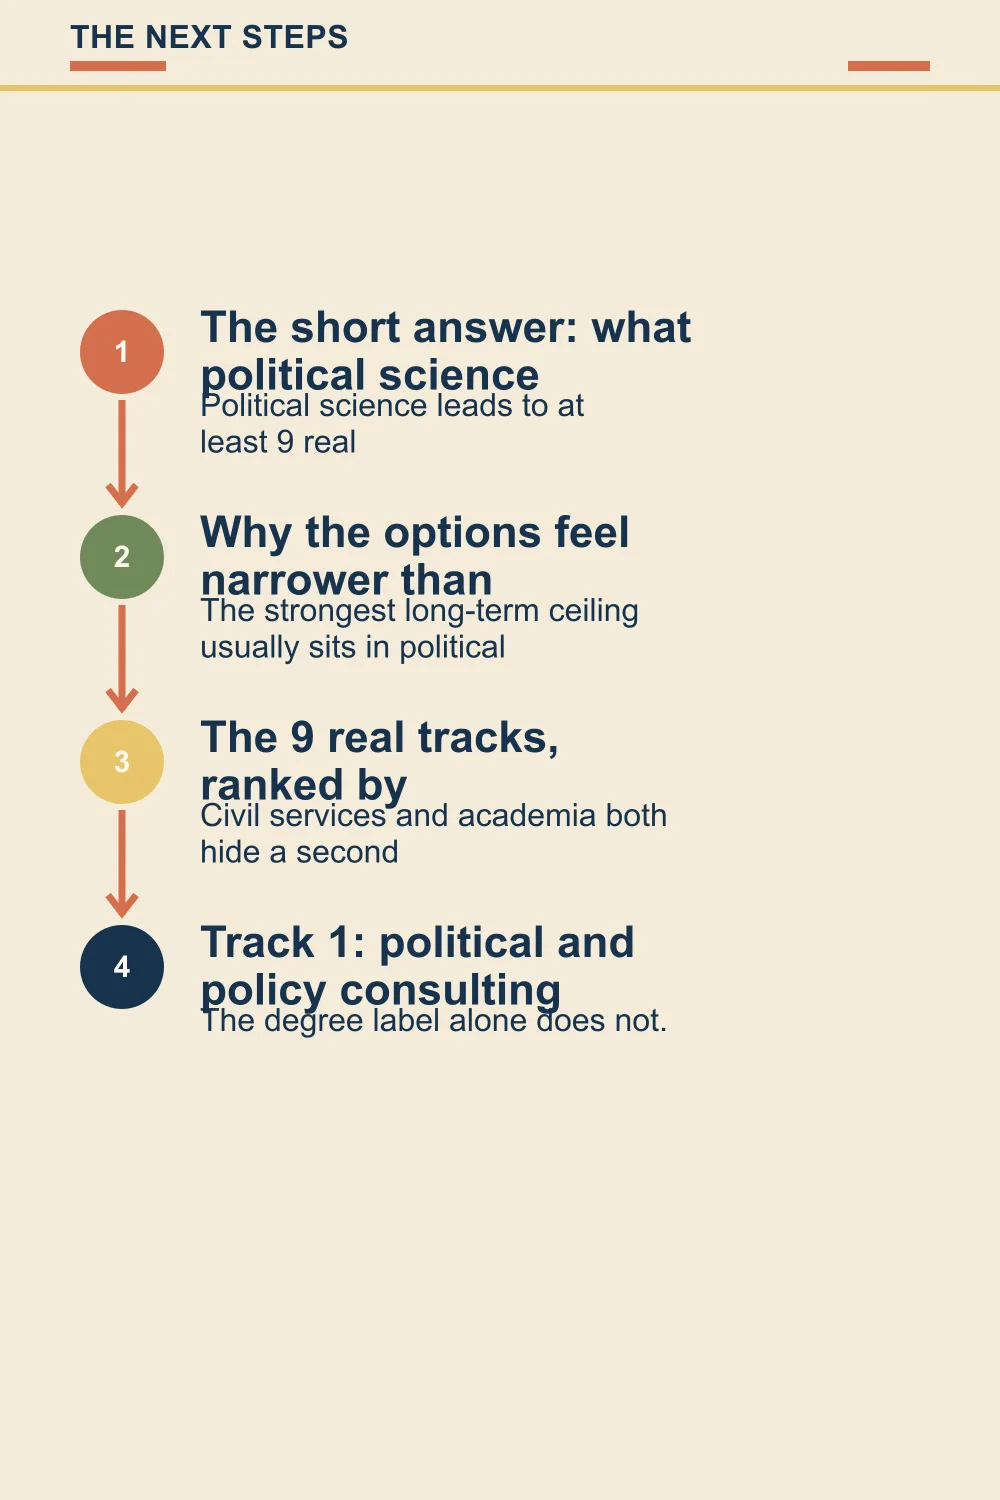 THE NEXT STEPS
1
The short answer: what
political science
Political science leads to at
least 9 real
2
Why the options feel
narrower than
The strongest long-term ceiling
usually sits in political
3
The 9 real tracks,
ranked by
Civil services and academia both
hide a second
4
Track 1: political and
policy consulting
The degree label alone does not.